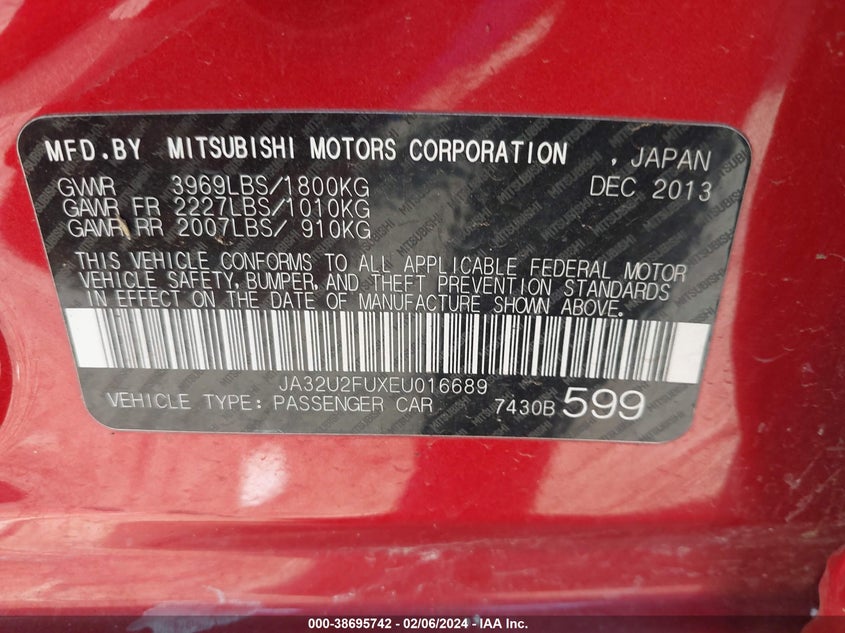 MFD.BY MITSUBISHI MOTORS CORPORATION , JAPAN
GVWR 3969LBS/1800KG DEC 2013
GAWR FR 2227LBS/1010KG
GAWR RR 2007LBS/ 910KG
THIS VEHICLE CONFORMS TO ALL APPLICABLE FEDERAL MOTOR
VEHICLE SAFETY, BUMPER, AND THEFT PREVENTION STANDARDS
IN EFFECT ON THE DATE OF MANUFACTURE SHOWN ABOVE.
JA32U2FUXEU016689
VEHICLE TYPE: PASSENGER CAR 7430B 599
000-38695742 - 02/06/2024 - IAA Inc.